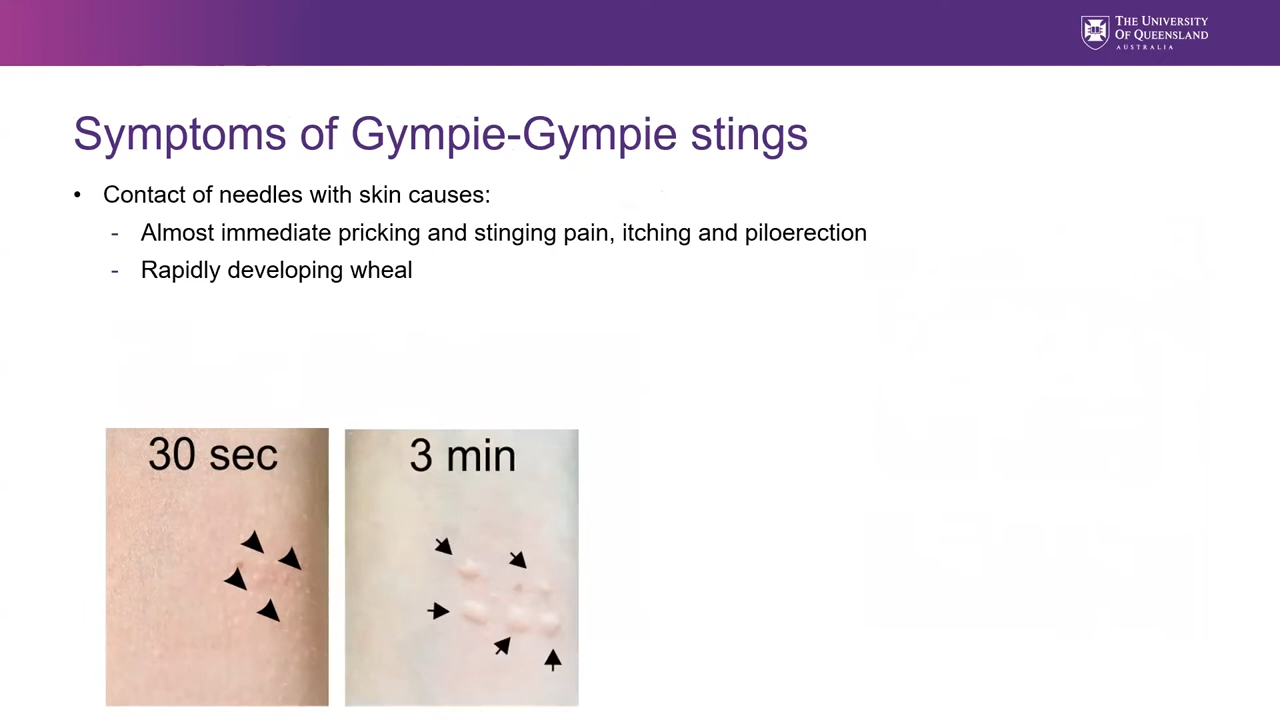 THE UNIVERSITY
OF QUEENSLAND
AUSTRALIA
Symptoms of Gympie-Gympie stings
• Contact of needles with skin causes:
- Almost immediate pricking and stinging pain, itching and piloerection
- Rapidly developing wheal
30 sec
3 min